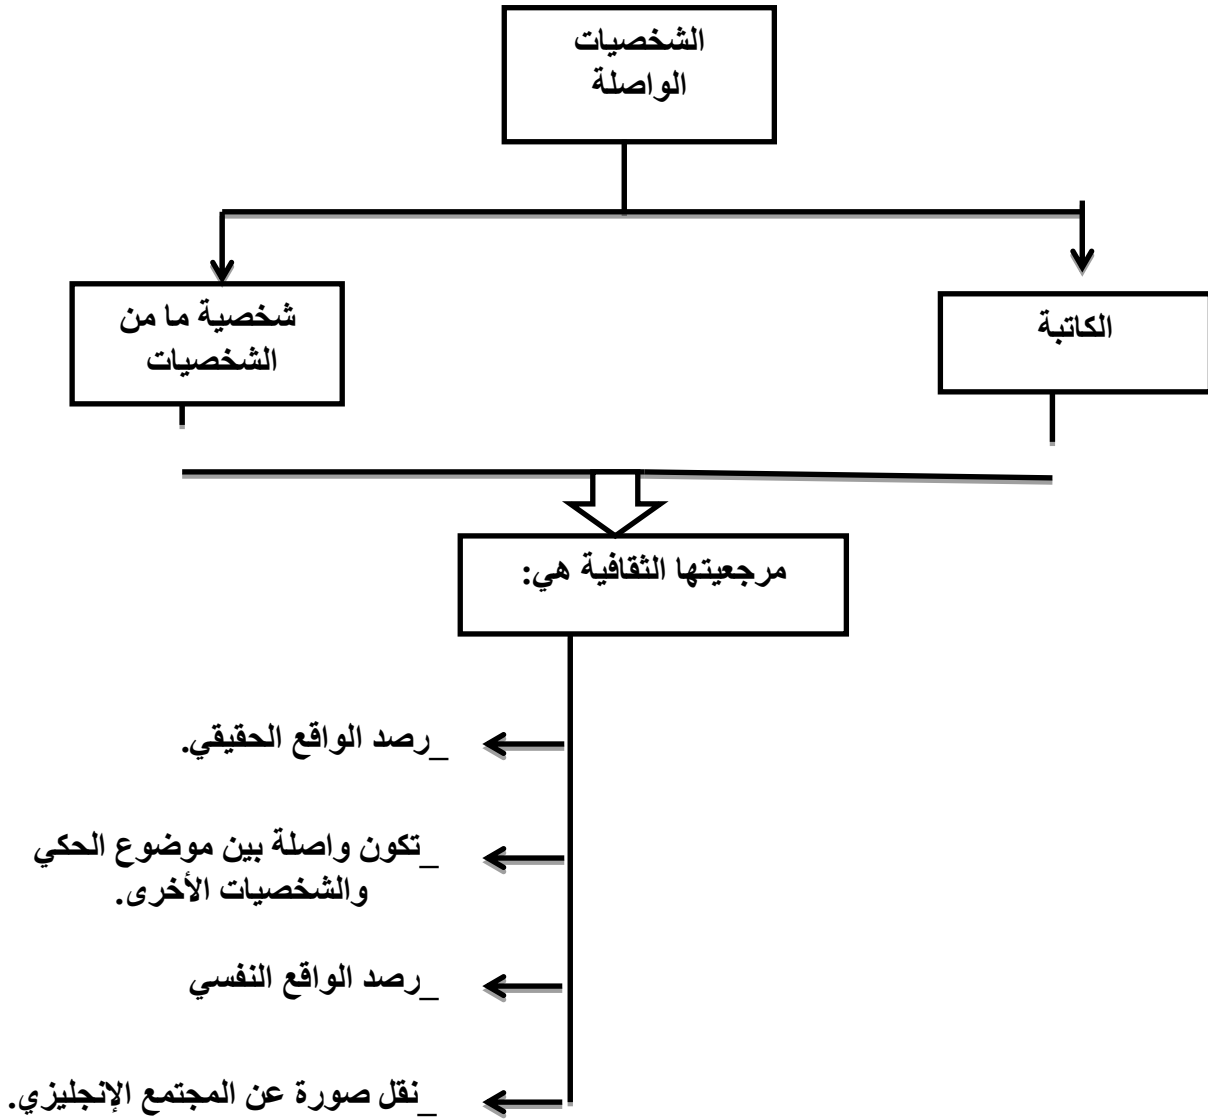 الشخصيات
الواصلة
الكاتبة
شخصية ما من
الشخصيات
مرجعيتها الثقافية هي:
_رصد الواقع الحقيقي.
_تكون واصلة بين موضوع الحكي
والشخصيات الأخرى.
_رصد الواقع النفسي
_نقل صورة عن المجتمع الإنجليزي.